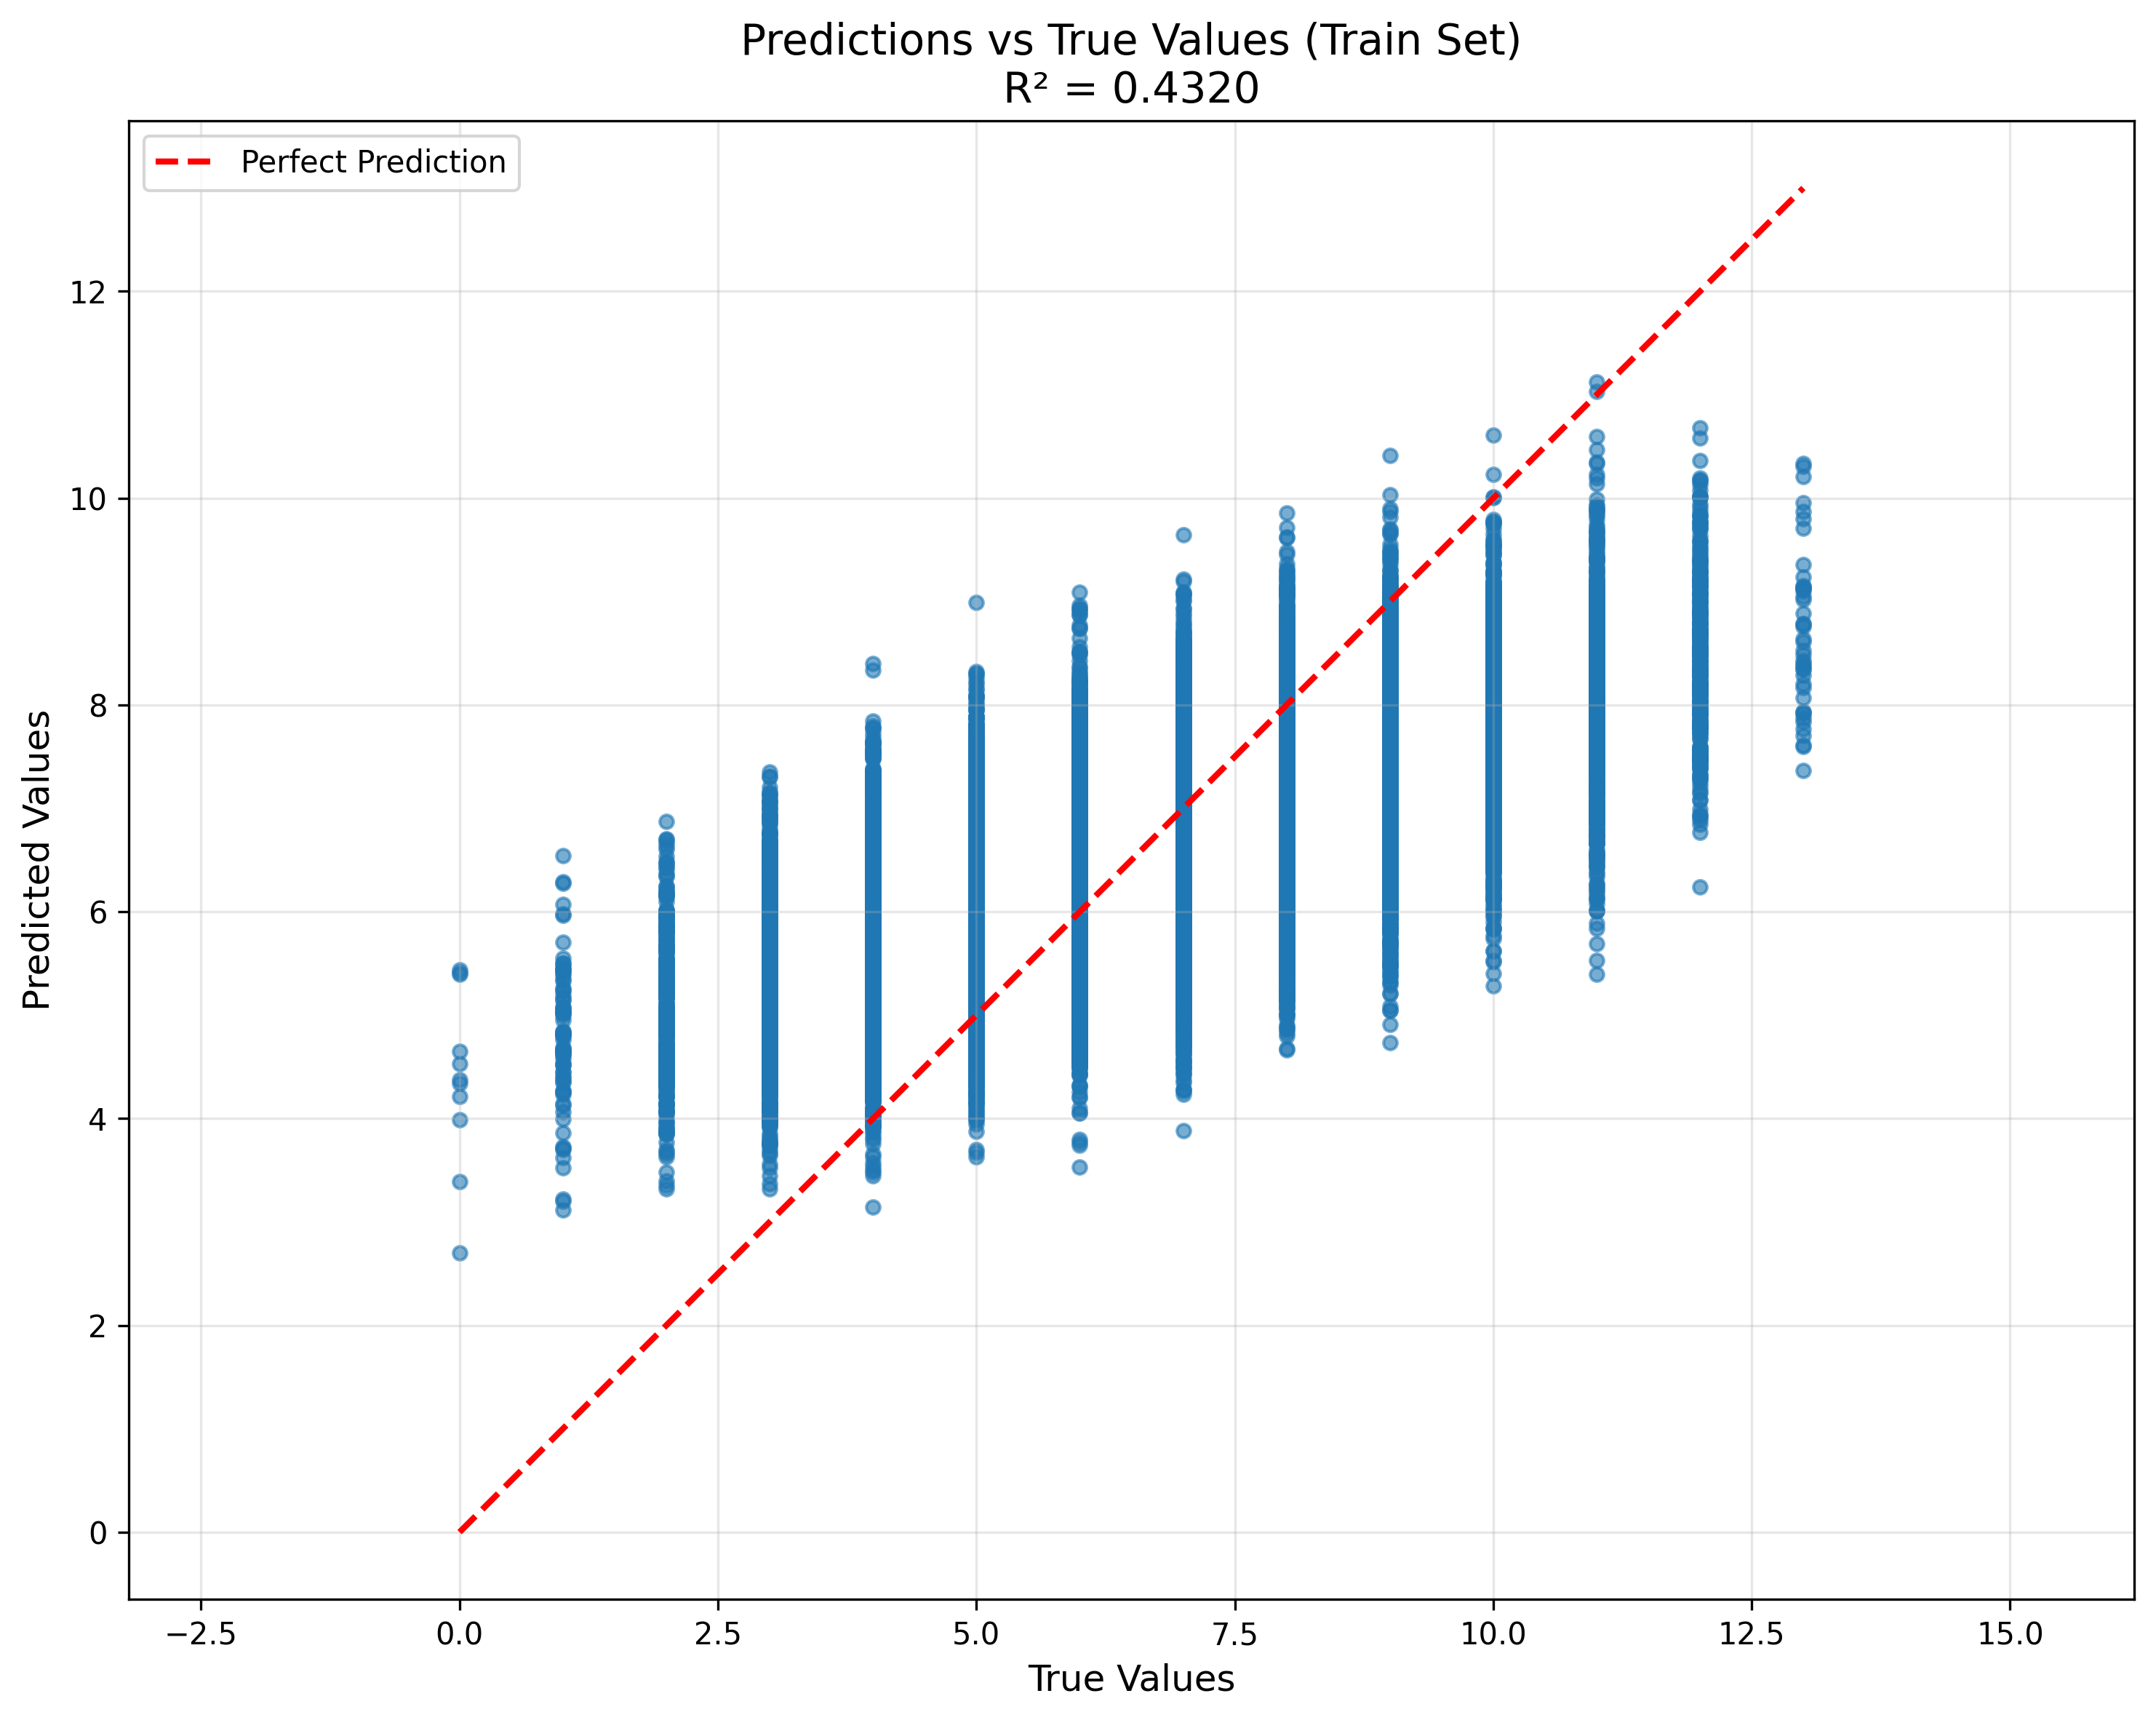 Predictions vs True Values (Train Set)
R² = 0.4320
Perfect Prediction
Predicted Values
12
10
8
6
4
2
0
−2.5 0.0 2.5 5.0 7.5 10.0 12.5 15.0
True Values